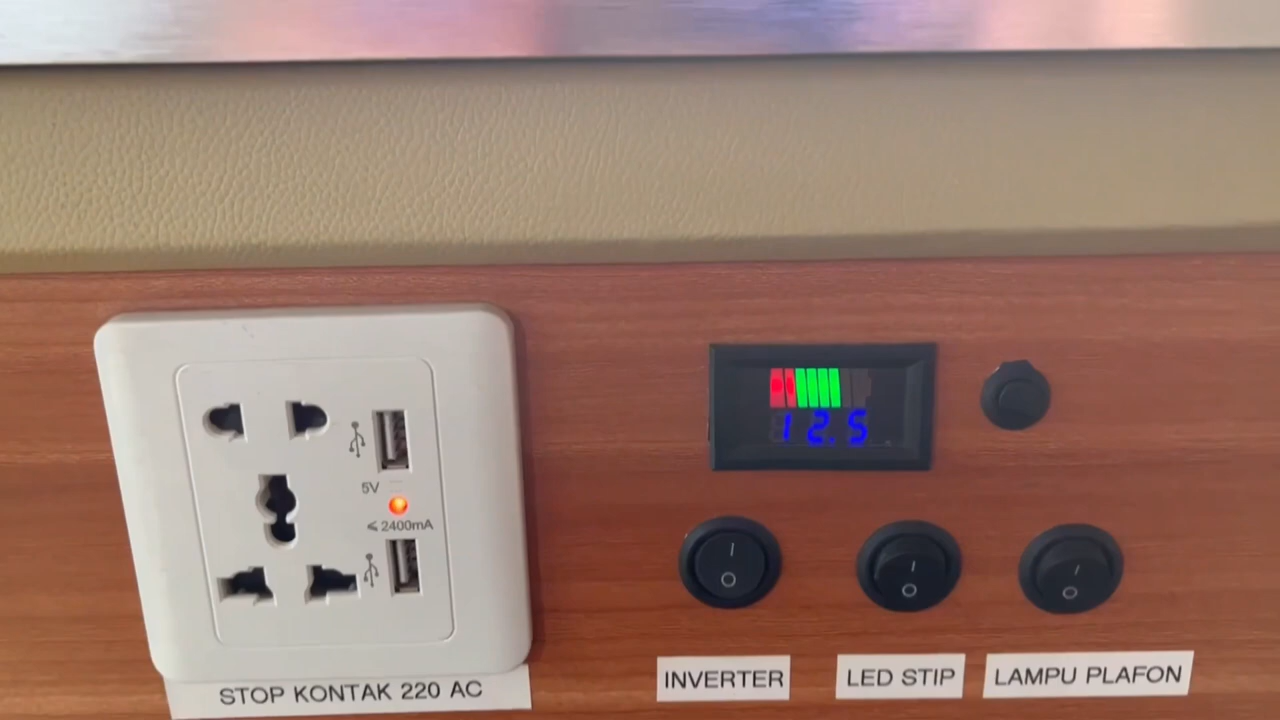 12.5
5V
≤ 2400mA
STOP KONTAK 220 AC
INVERTER
LED STIP
LAMPU PLAFON